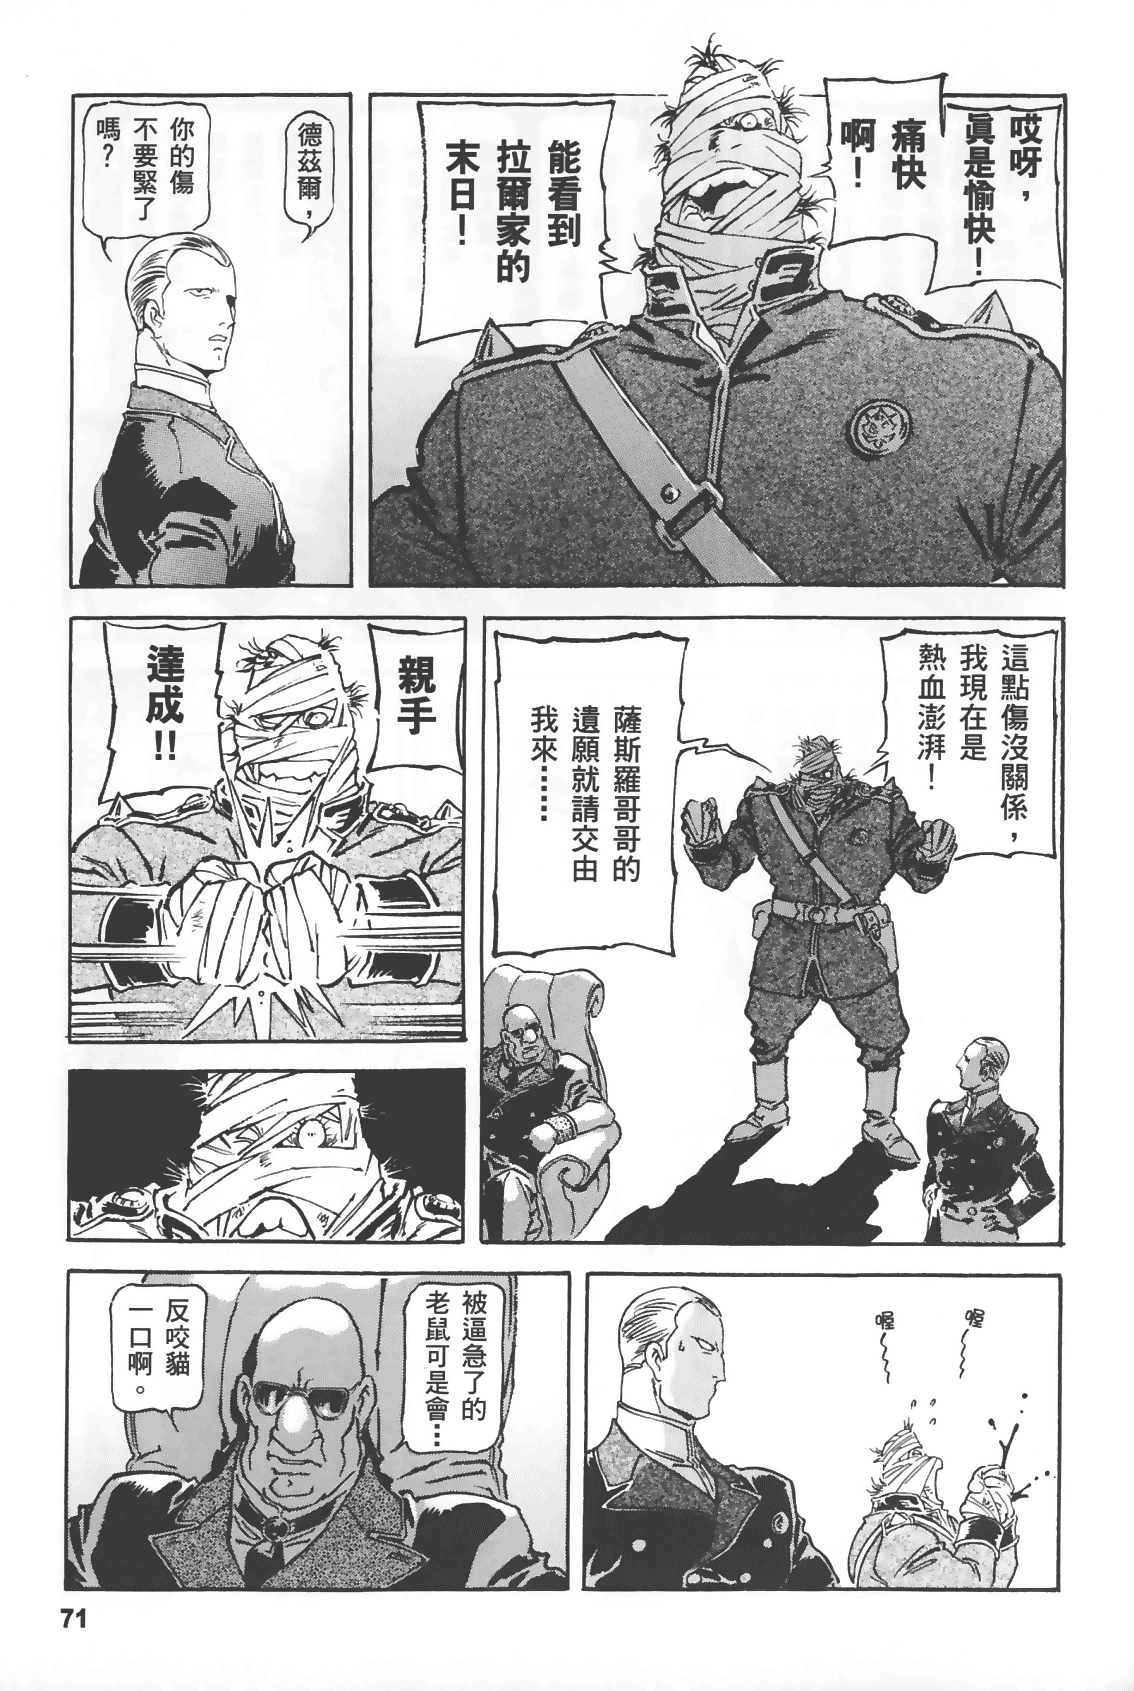 哎呀，
眞是愉快！
痛快
啊！
能看到
拉爾家的
末日！
德茲爾，
你的傷
不要緊了
嗎？
這點傷沒關係，
我現在是
熱血澎湃！
薩斯羅哥哥的
遺願就請交由
我來……
親手
達成!!
喔～～
喔～～
被逼急了的
老鼠可是會…
反咬貓
一口啊。
71